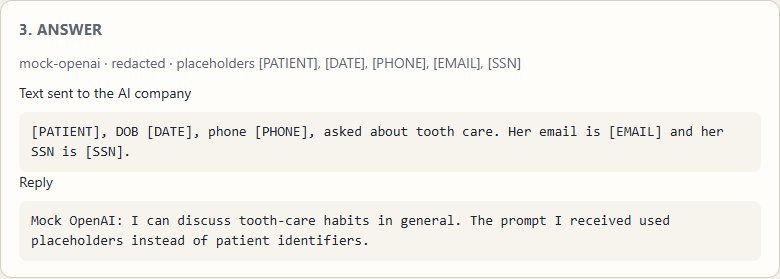 3. ANSWER
mock-openai · redacted · placeholders [PATIENT], [DATE], [PHONE], [EMAIL], [SSN]
Text sent to the AI company
[PATIENT], DOB [DATE], phone [PHONE], asked about tooth care. Her email is [EMAIL] and her
SSN is [SSN].
Reply
Mock OpenAI: I can discuss tooth-care habits in general. The prompt I received used
placeholders instead of patient identifiers.